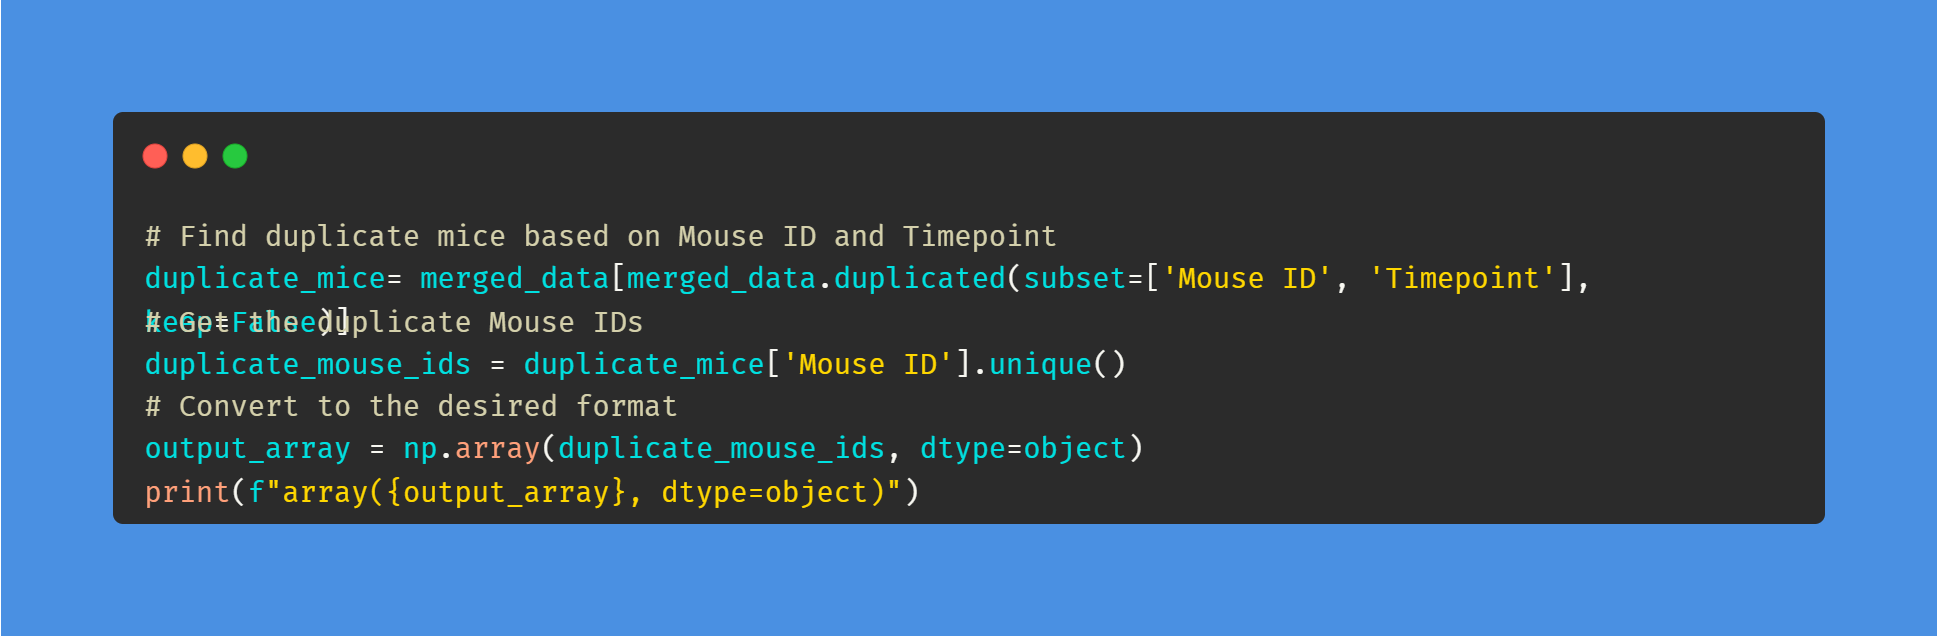 # Find duplicate mice based on Mouse ID and Timepoint
duplicate_mice= merged_data[merged_data.duplicated(subset=['Mouse ID', 'Timepoint'],
keep=False)]
# Get the duplicate Mouse IDs
duplicate_mouse_ids = duplicate_mice['Mouse ID'].unique()
# Convert to the desired format
output_array = np.array(duplicate_mouse_ids, dtype=object)
print(f"array({output_array}, dtype=object)")